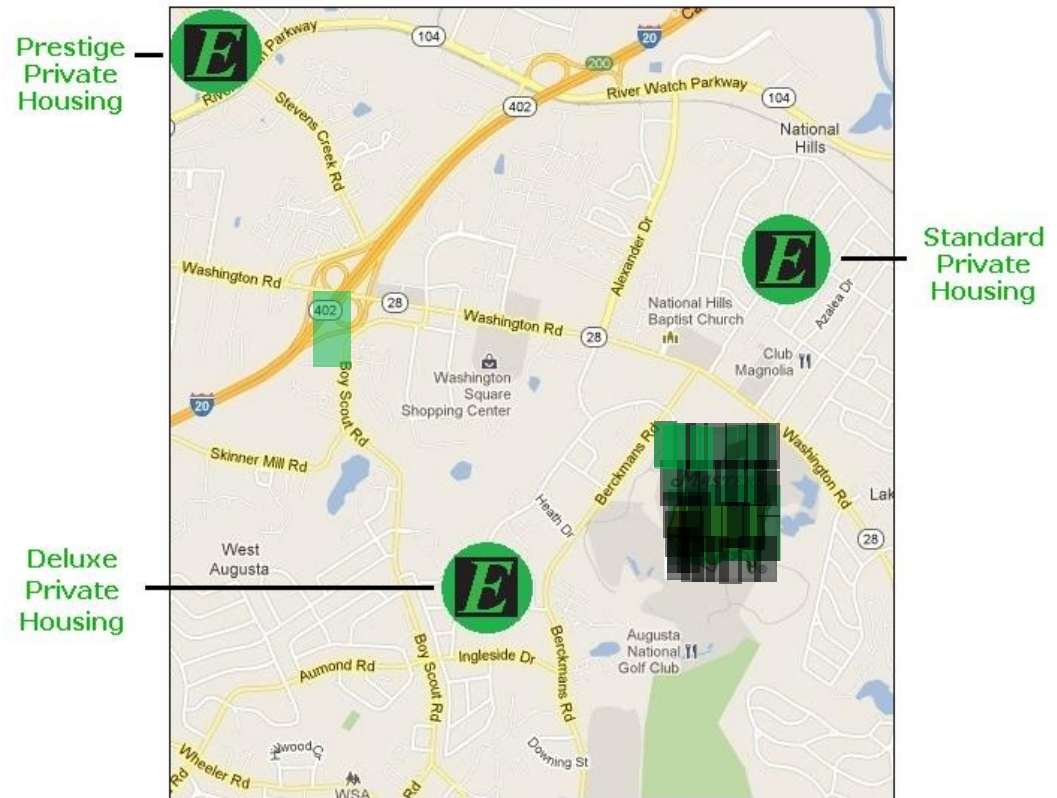 Prestige
Private
Housing
E
River
Parkway
104
20
200
402
River Watch Parkway
104
National
Hills
Stevens Creek Rd
E
Standard
Private
Housing
Washington Rd
402
28
Washington Rd
28
Alexander Dr
National Hills
Baptist Church
Azalea Dr
Club
Magnolia
Washington
Square
Shopping Center
20
Boy Scout Rd
Skinner Mill Rd
Berckmans Rd
Washington Rd
28
Heath Dr
West
Augusta
Deluxe
Private
Housing
E
Augusta
National
Golf Club
Ingleside Dr
Aumond Rd
Boy Scout Rd
Berckmans Rd
Downing St
Wheeler Rd
Rd
WSA
Rd